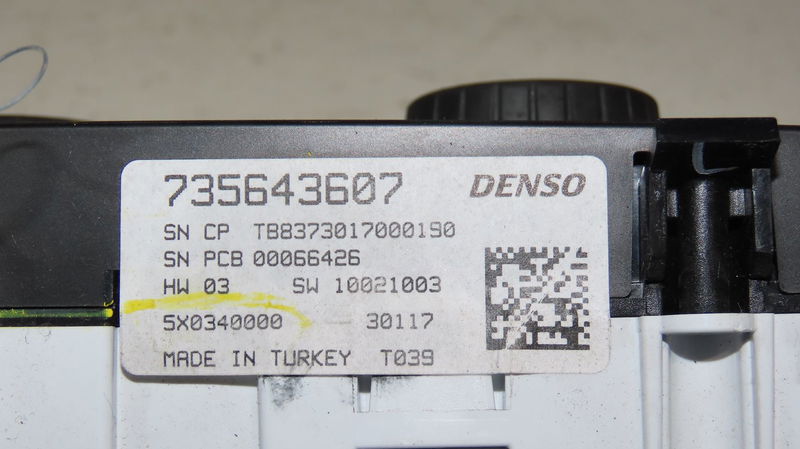 735643607 DENSO
SN CP TB8373017000190
SN PCB 00066426
HW 03 SW 10021003
5X0340000 — 30117
MADE IN TURKEY T039